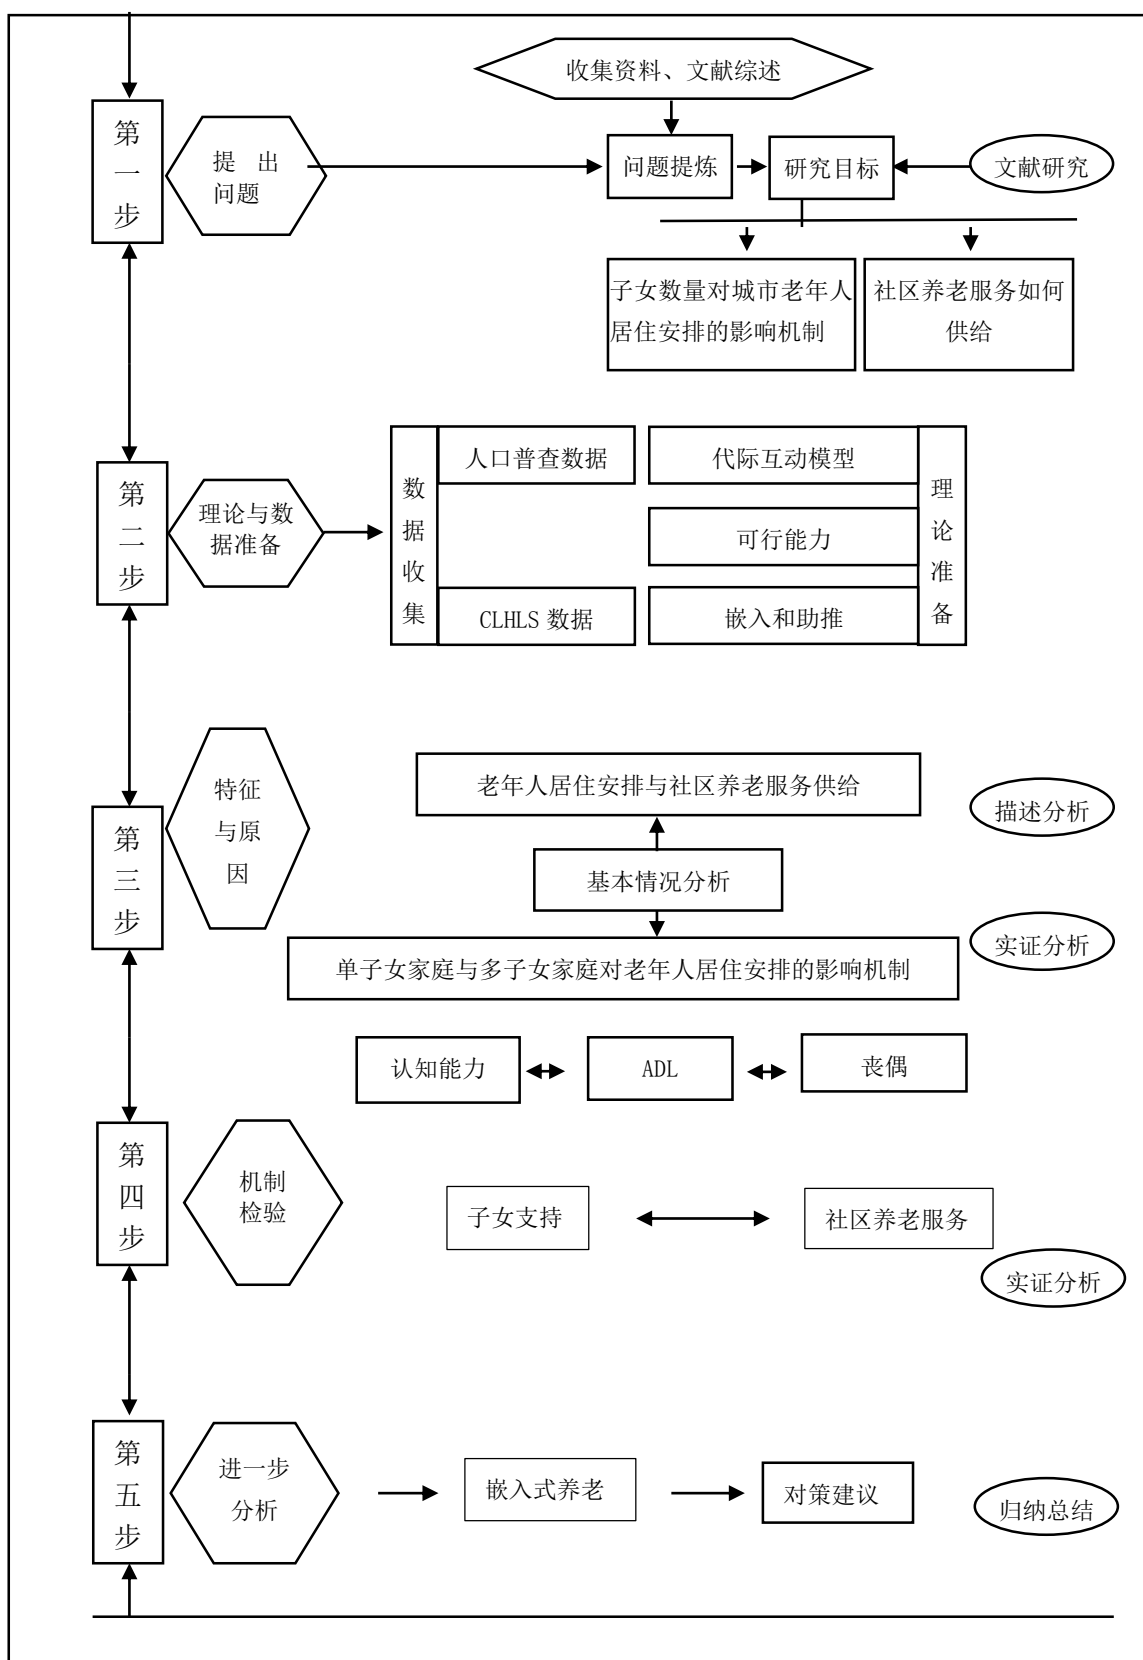 收集资料、文献综述
第一步
提 出
问题
问题提炼
研究目标
文献研究
子女数量对城市老年人
居住安排的影响机制
社区养老服务如何
供给
第二步
理论与数
据准备
数据收集
人口普查数据
CLHLS 数据
代际互动模型
可行能力
嵌入和助推
理论准备
第三步
特征
与原
因
老年人居住安排与社区养老服务供给
描述分析
基本情况分析
实证分析
单子女家庭与多子女家庭对老年人居住安排的影响机制
认知能力
ADL
丧偶
第四步
机制
检验
子女支持
社区养老服务
实证分析
第五步
进一步
分析
嵌入式养老
对策建议
归纳总结